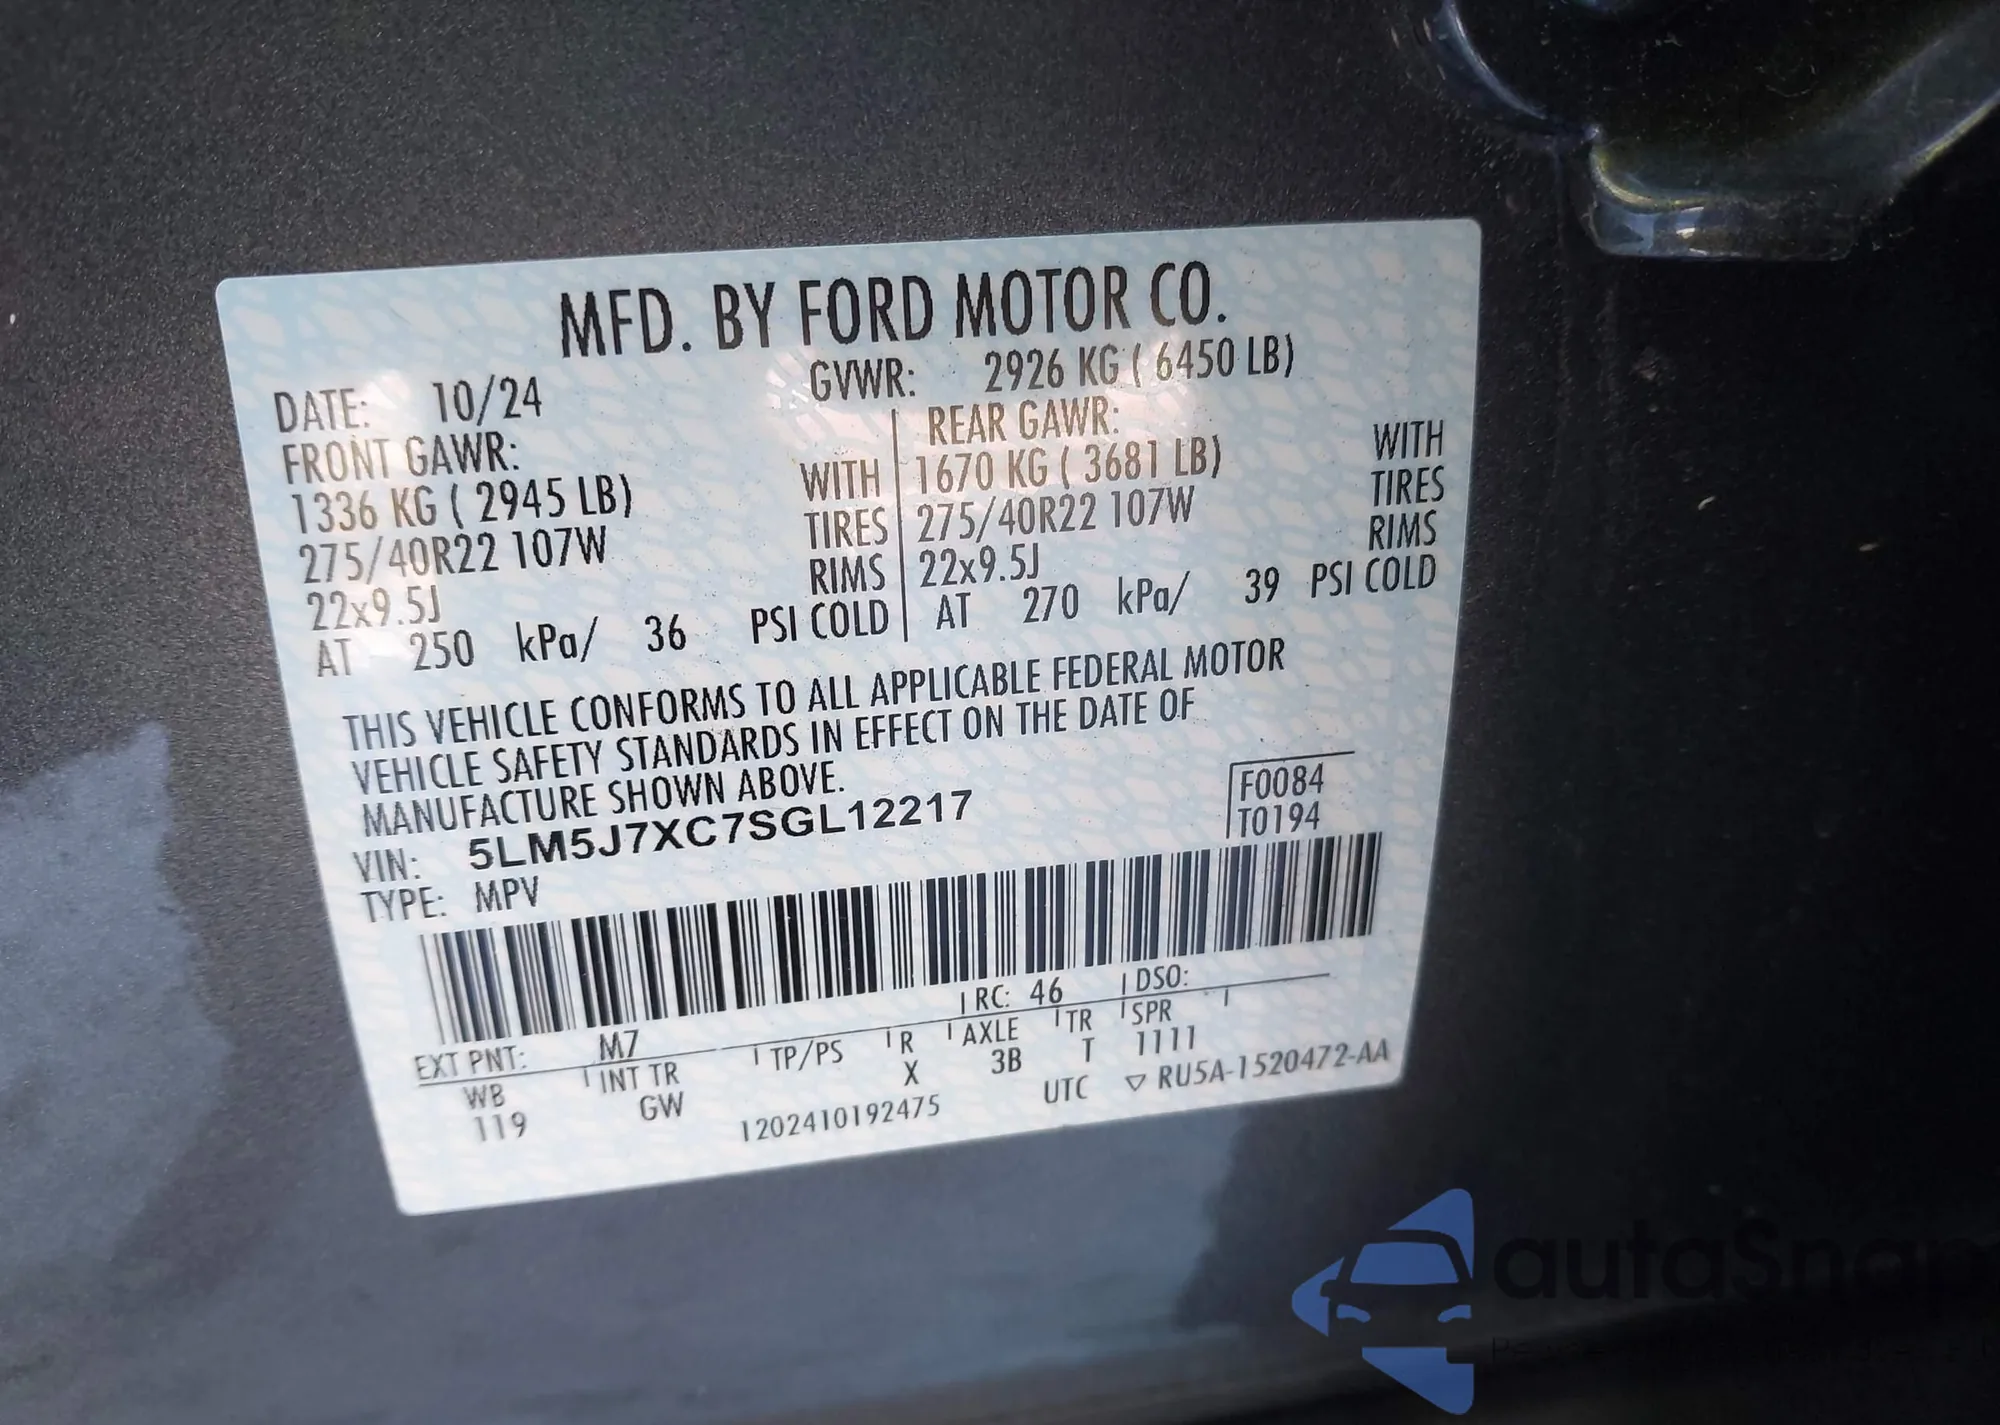 MFD. BY FORD MOTOR CO.
DATE: 10/24 GVWR: 2926 KG ( 6450 LB)
FRONT GAWR: REAR GAWR:
1336 KG ( 2945 LB) WITH 1670 KG ( 3681 LB) WITH
275/40R22 107W TIRES 275/40R22 107W TIRES
22x9.5J RIMS 22x9.5J RIMS
AT 250 kPa/ 36 PSI COLD AT 270 kPa/ 39 PSI COLD
THIS VEHICLE CONFORMS TO ALL APPLICABLE FEDERAL MOTOR
VEHICLE SAFETY STANDARDS IN EFFECT ON THE DATE OF
MANUFACTURE SHOWN ABOVE.
F0084
VIN: 5LM5J7XC7SGL12217 T0194
TYPE: MPV
EXT PNT: M7 RC: 46 DSO:
WB INT TR TP/PS R AXLE TR SPR
119 GW X 3B T 1111
1202410192475 UTC ▽ RU5A-1520472-AA
autaSnap